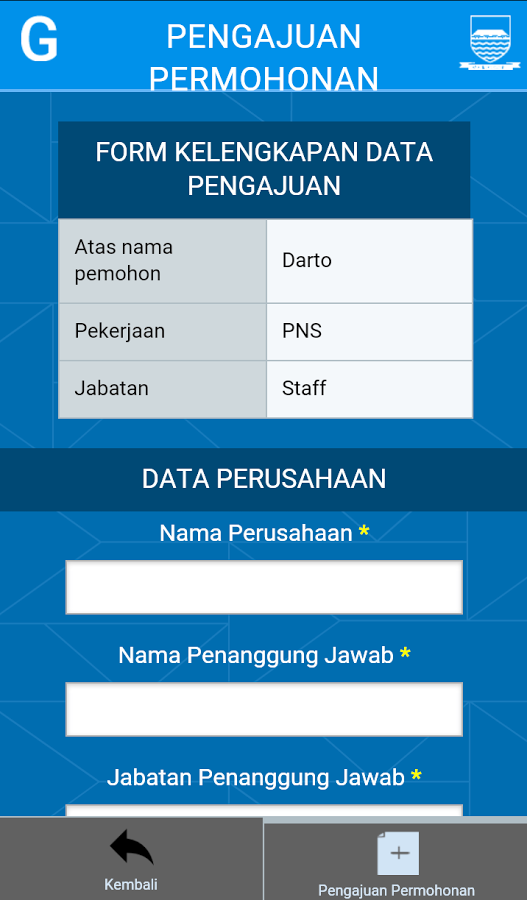 G
PENGAJUAN
PERMOHONAN
FORM KELENGKAPAN DATA
PENGAJUAN
Atas nama
pemohon
Darto
Pekerjaan
PNS
Jabatan
Staff
DATA PERUSAHAAN
Nama Perusahaan *
Nama Penanggung Jawab *
Jabatan Penanggung Jawab *
Kembali
Pengajuan Permohonan